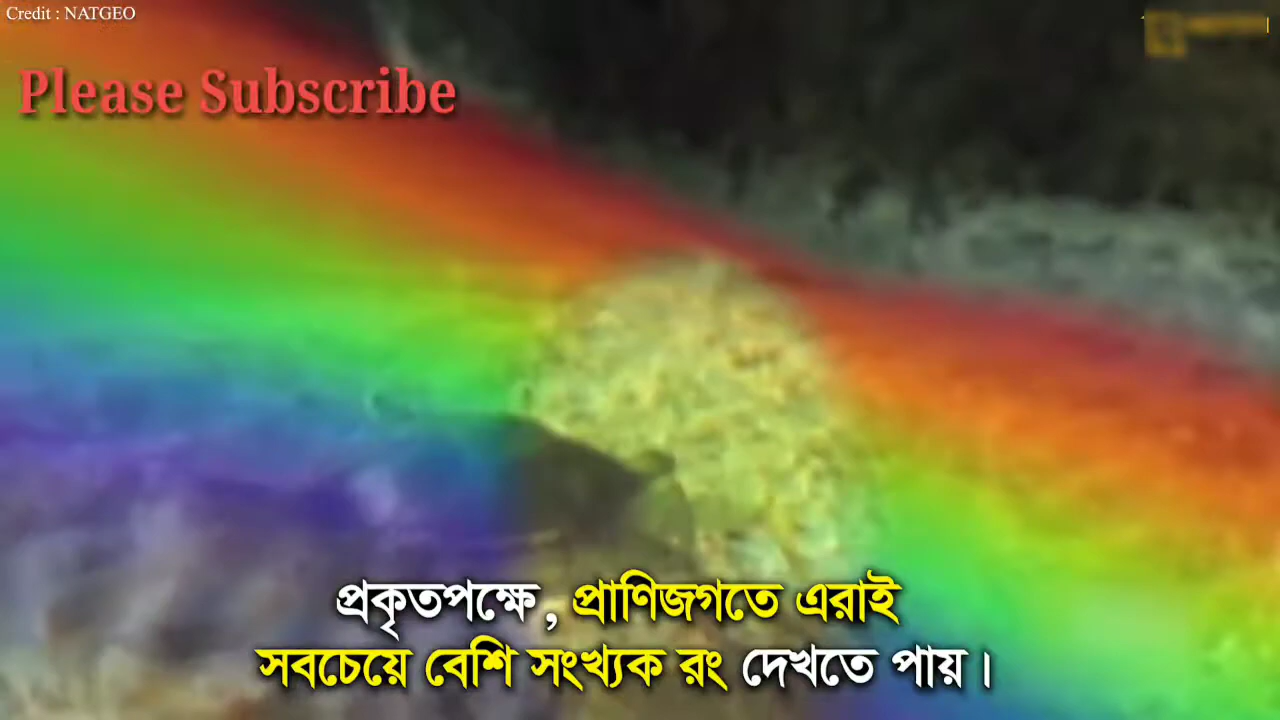 Credit : NATGEO
Please Subscribe
প্রকৃতপক্ষে, প্রাণিজগতে এরাই
সবচেয়ে বেশি সংখ্যক রং দেখতে পায়।